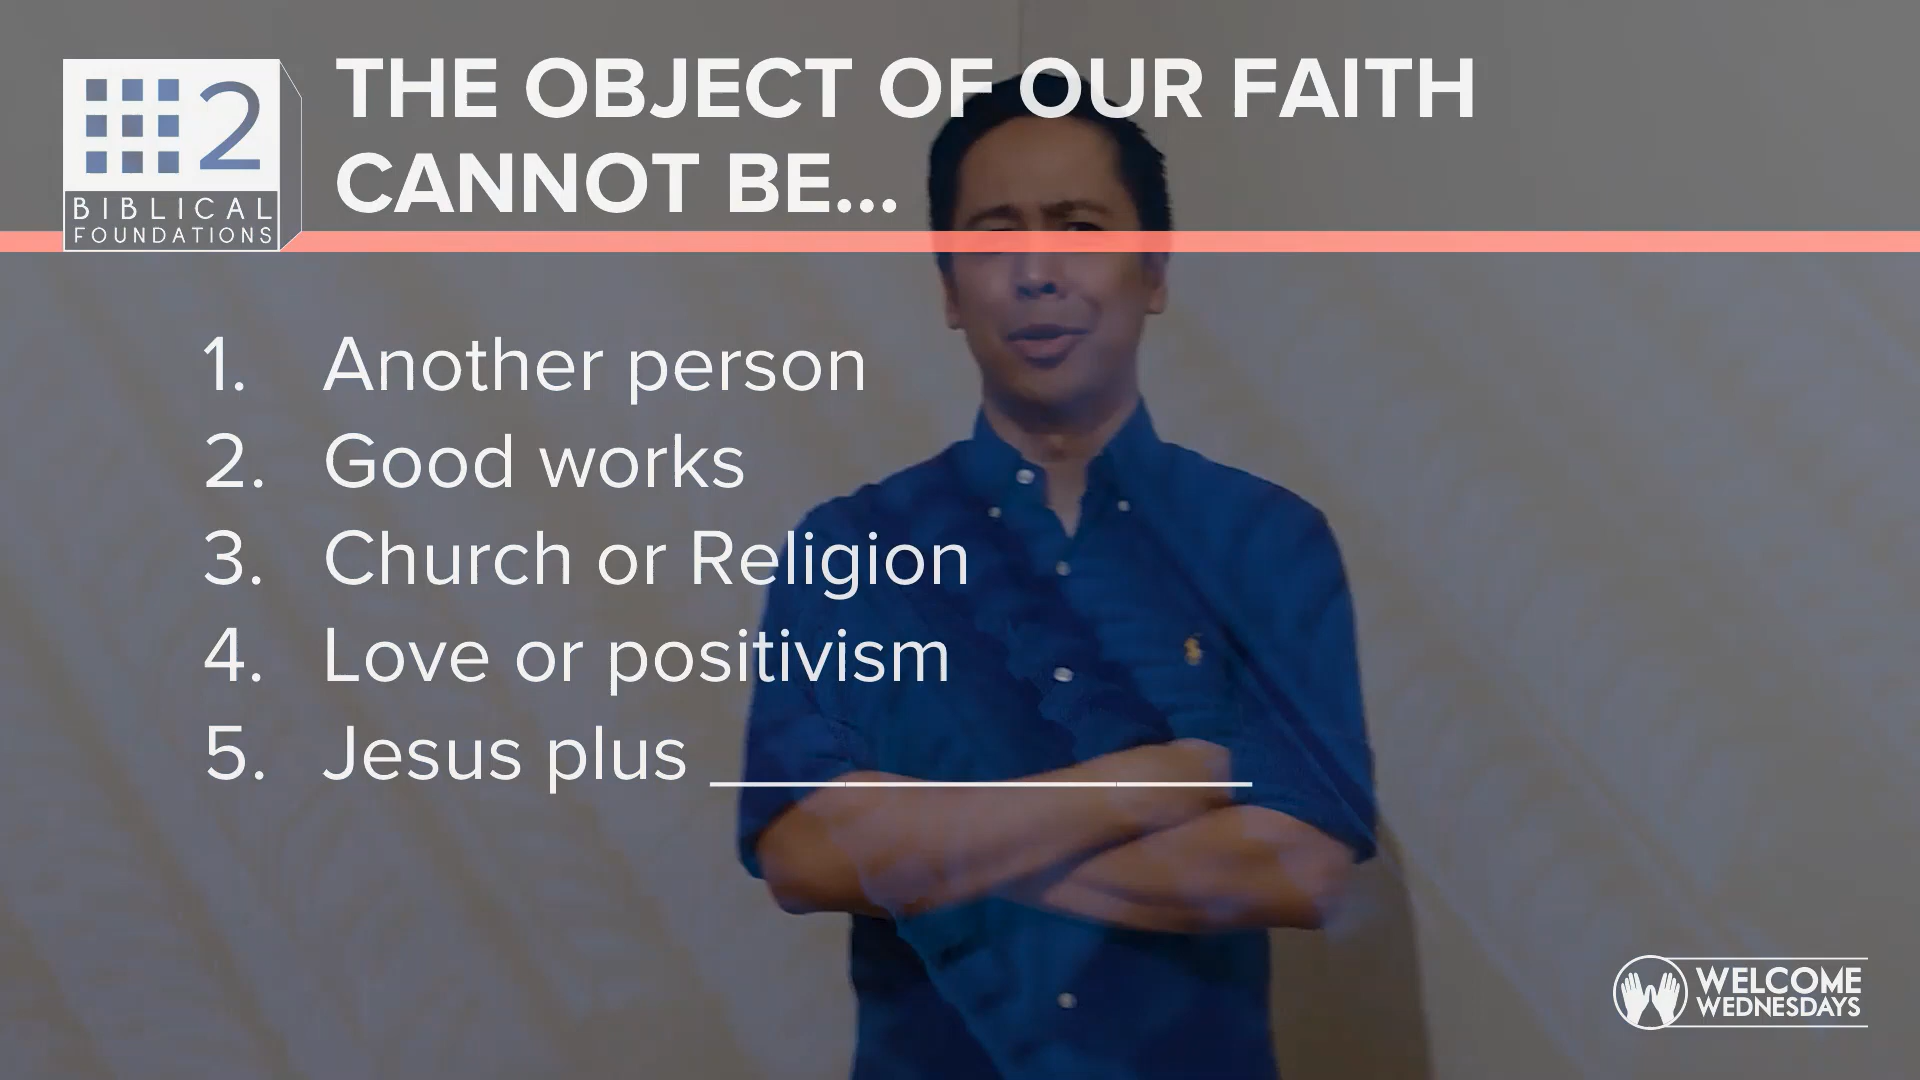 2
BIBLICAL
FOUNDATIONS
THE OBJECT OF OUR FAITH
CANNOT BE...
1. Another person
2. Good works
3. Church or Religion
4. Love or positivism
5. Jesus plus ____________
WELCOME
WEDNESDAYS